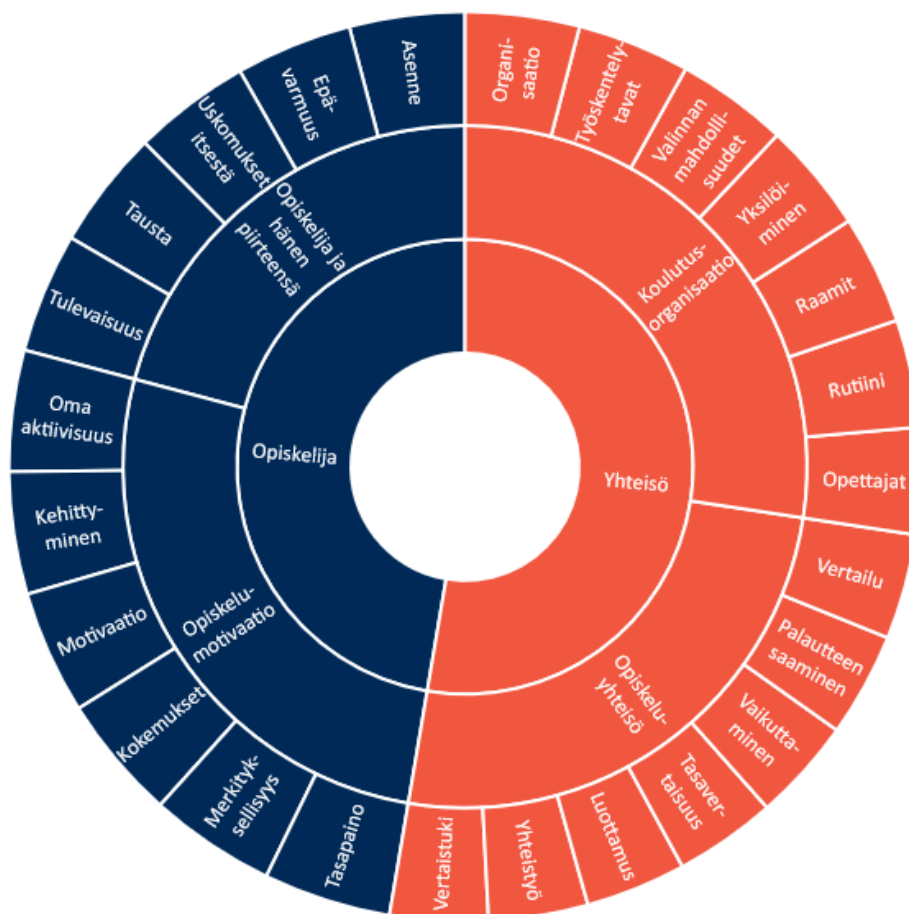 Organi-
saatio
Työskentely-
tavat
Valinnan
mahdolli-
suudet
Yksilöi-
minen
Raamit
Rutiini
Opettajat
Vertailu
Palautteen
saaminen
Vaikutta-
minen
Tasaver-
taisuus
Luottamus
Yhteistyö
Vertaistuki
Tasapaino
Merkityk-
sellisyys
Kokemukset
Motivaatio
Kehitty-
minen
Oma
aktiivisuus
Tulevaisuus
Tausta
Uskomukset
itsestä
Epä-
varmuus
Asenne
Koulutus-
organisaatio
Opiskelu-
yhteisö
Opiskelu-
motivaatio
Opiskelija ja
hänen
piirteensä
Yhteisö
Opiskelija